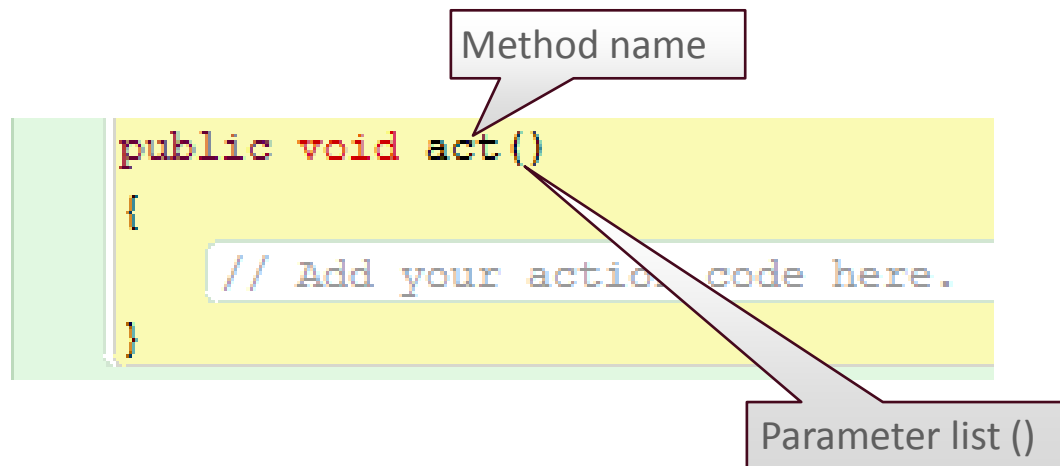 Method name
public void act()
{
// Add your action code here.
}
Parameter list ()